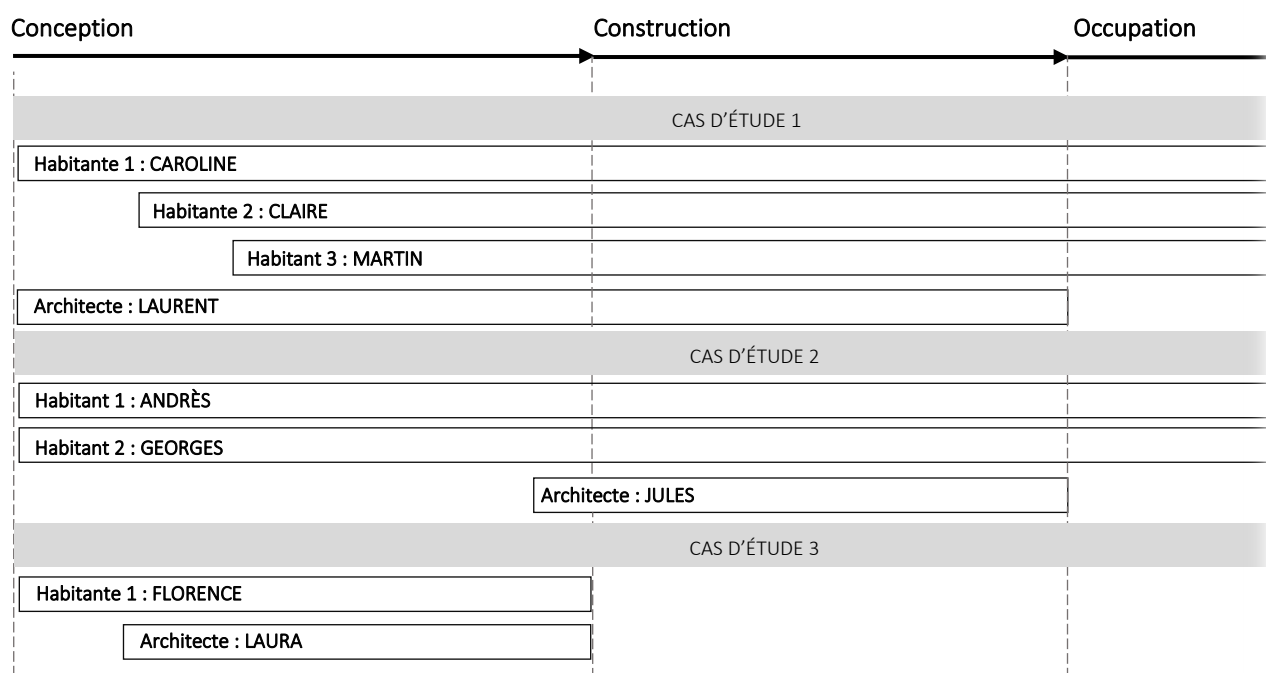 Conception Construction Occupation
CAS D’ÉTUDE 1
Habitante 1 : CAROLINE
Habitante 2 : CLAIRE
Habitant 3 : MARTIN
Architecte : LAURENT
CAS D’ÉTUDE 2
Habitant 1 : ANDRÈS
Habitant 2 : GEORGES
Architecte : JULES
CAS D’ÉTUDE 3
Habitante 1 : FLORENCE
Architecte : LAURA